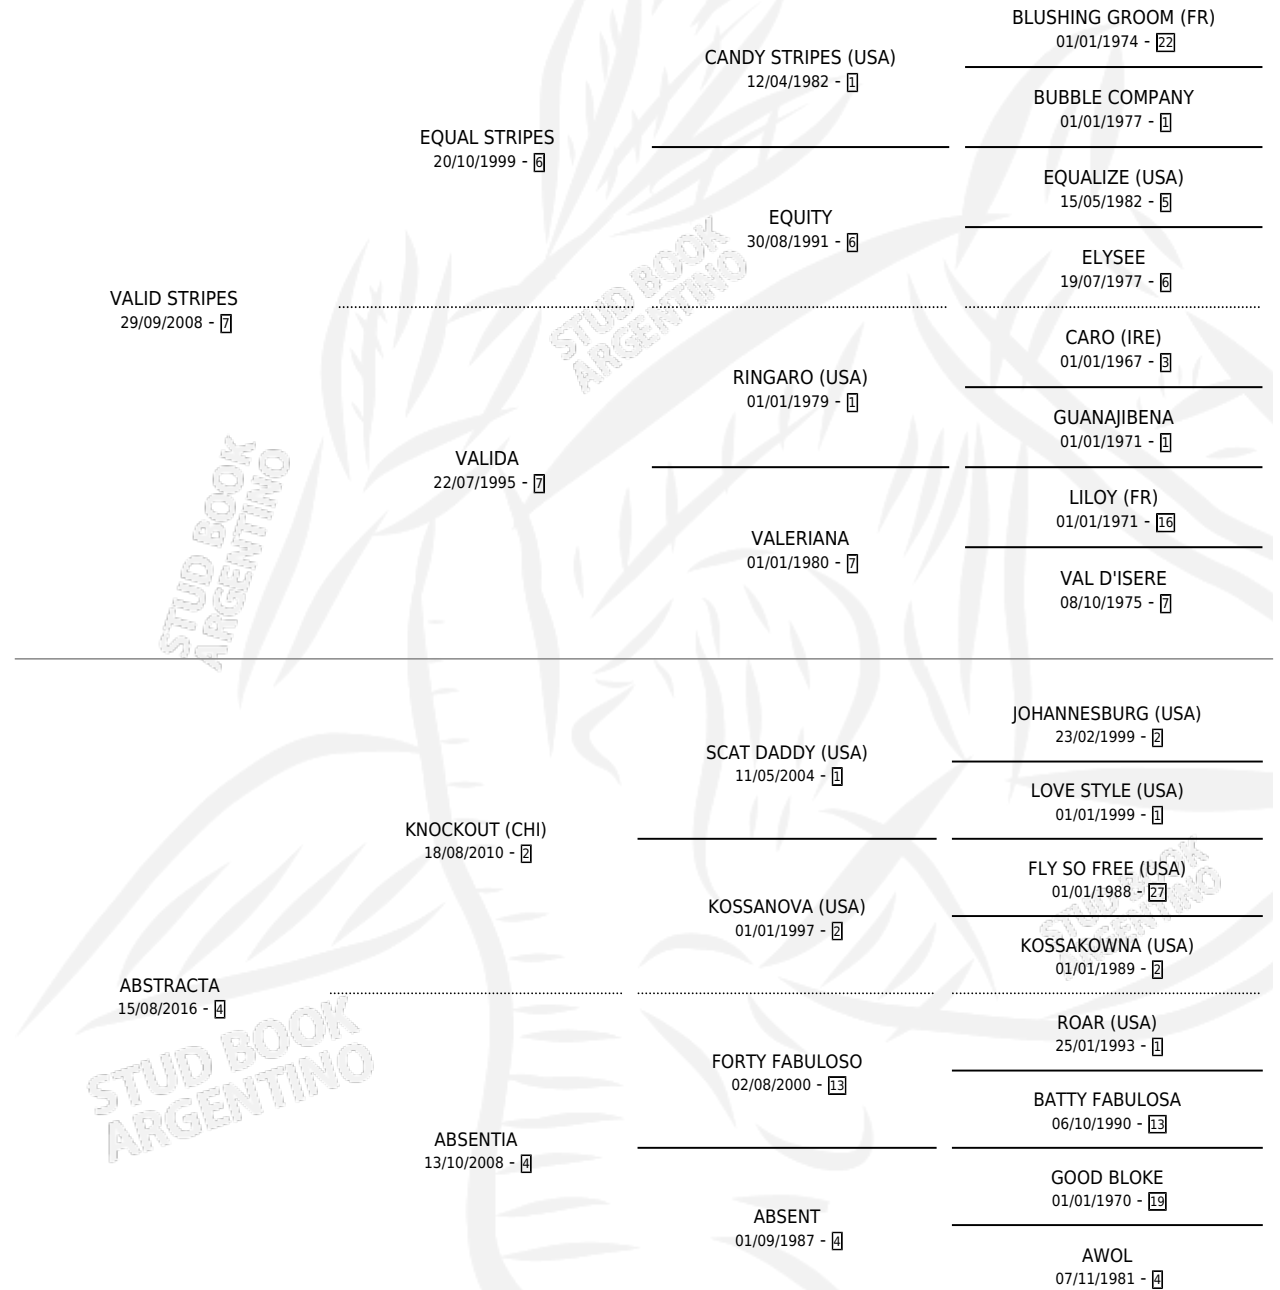 BLUSHING GROOM (FR)
01/01/1974 - 22
CANDY STRIPES (USA)
12/04/1982 - 1
BUBBLE COMPANY
01/01/1977 - 1
EQUAL STRIPES
20/10/1999 - 6
EQUALIZE (USA)
15/05/1982 - 5
EQUITY
30/08/1991 - 6
ELYSEE
19/07/1977 - 6
VALID STRIPES
29/09/2008 - 7
CARO (IRE)
01/01/1967 - 3
RINGARO (USA)
01/01/1979 - 1
GUANAJIBENA
01/01/1971 - 1
VALIDA
22/07/1995 - 7
LILOY (FR)
01/01/1971 - 16
VALERIANA
01/01/1980 - 7
VAL D'ISERE
08/10/1975 - 7
STUD BOOK
ARGENTINO
STUD BOOK
ARGENTINO
JOHANNESBURG (USA)
23/02/1999 - 2
SCAT DADDY (USA)
11/05/2004 - 1
LOVE STYLE (USA)
01/01/1999 - 1
KNOCKOUT (CHI)
18/08/2010 - 2
FLY SO FREE (USA)
01/01/1988 - 27
KOSSANOVA (USA)
01/01/1997 - 2
KOSSAKOWNA (USA)
01/01/1989 - 2
ABSTRACTA
15/08/2016 - 4
ROAR (USA)
25/01/1993 - 1
FORTY FABULOSO
02/08/2000 - 13
BATTY FABULOSA
06/10/1990 - 13
ABSENTIA
13/10/2008 - 4
GOOD BLOKE
01/01/1970 - 19
ABSENT
01/09/1987 - 4
AWOL
07/11/1981 - 4
STUD BOOK
ARGENTINO
STUD BOOK
ARGENTINO